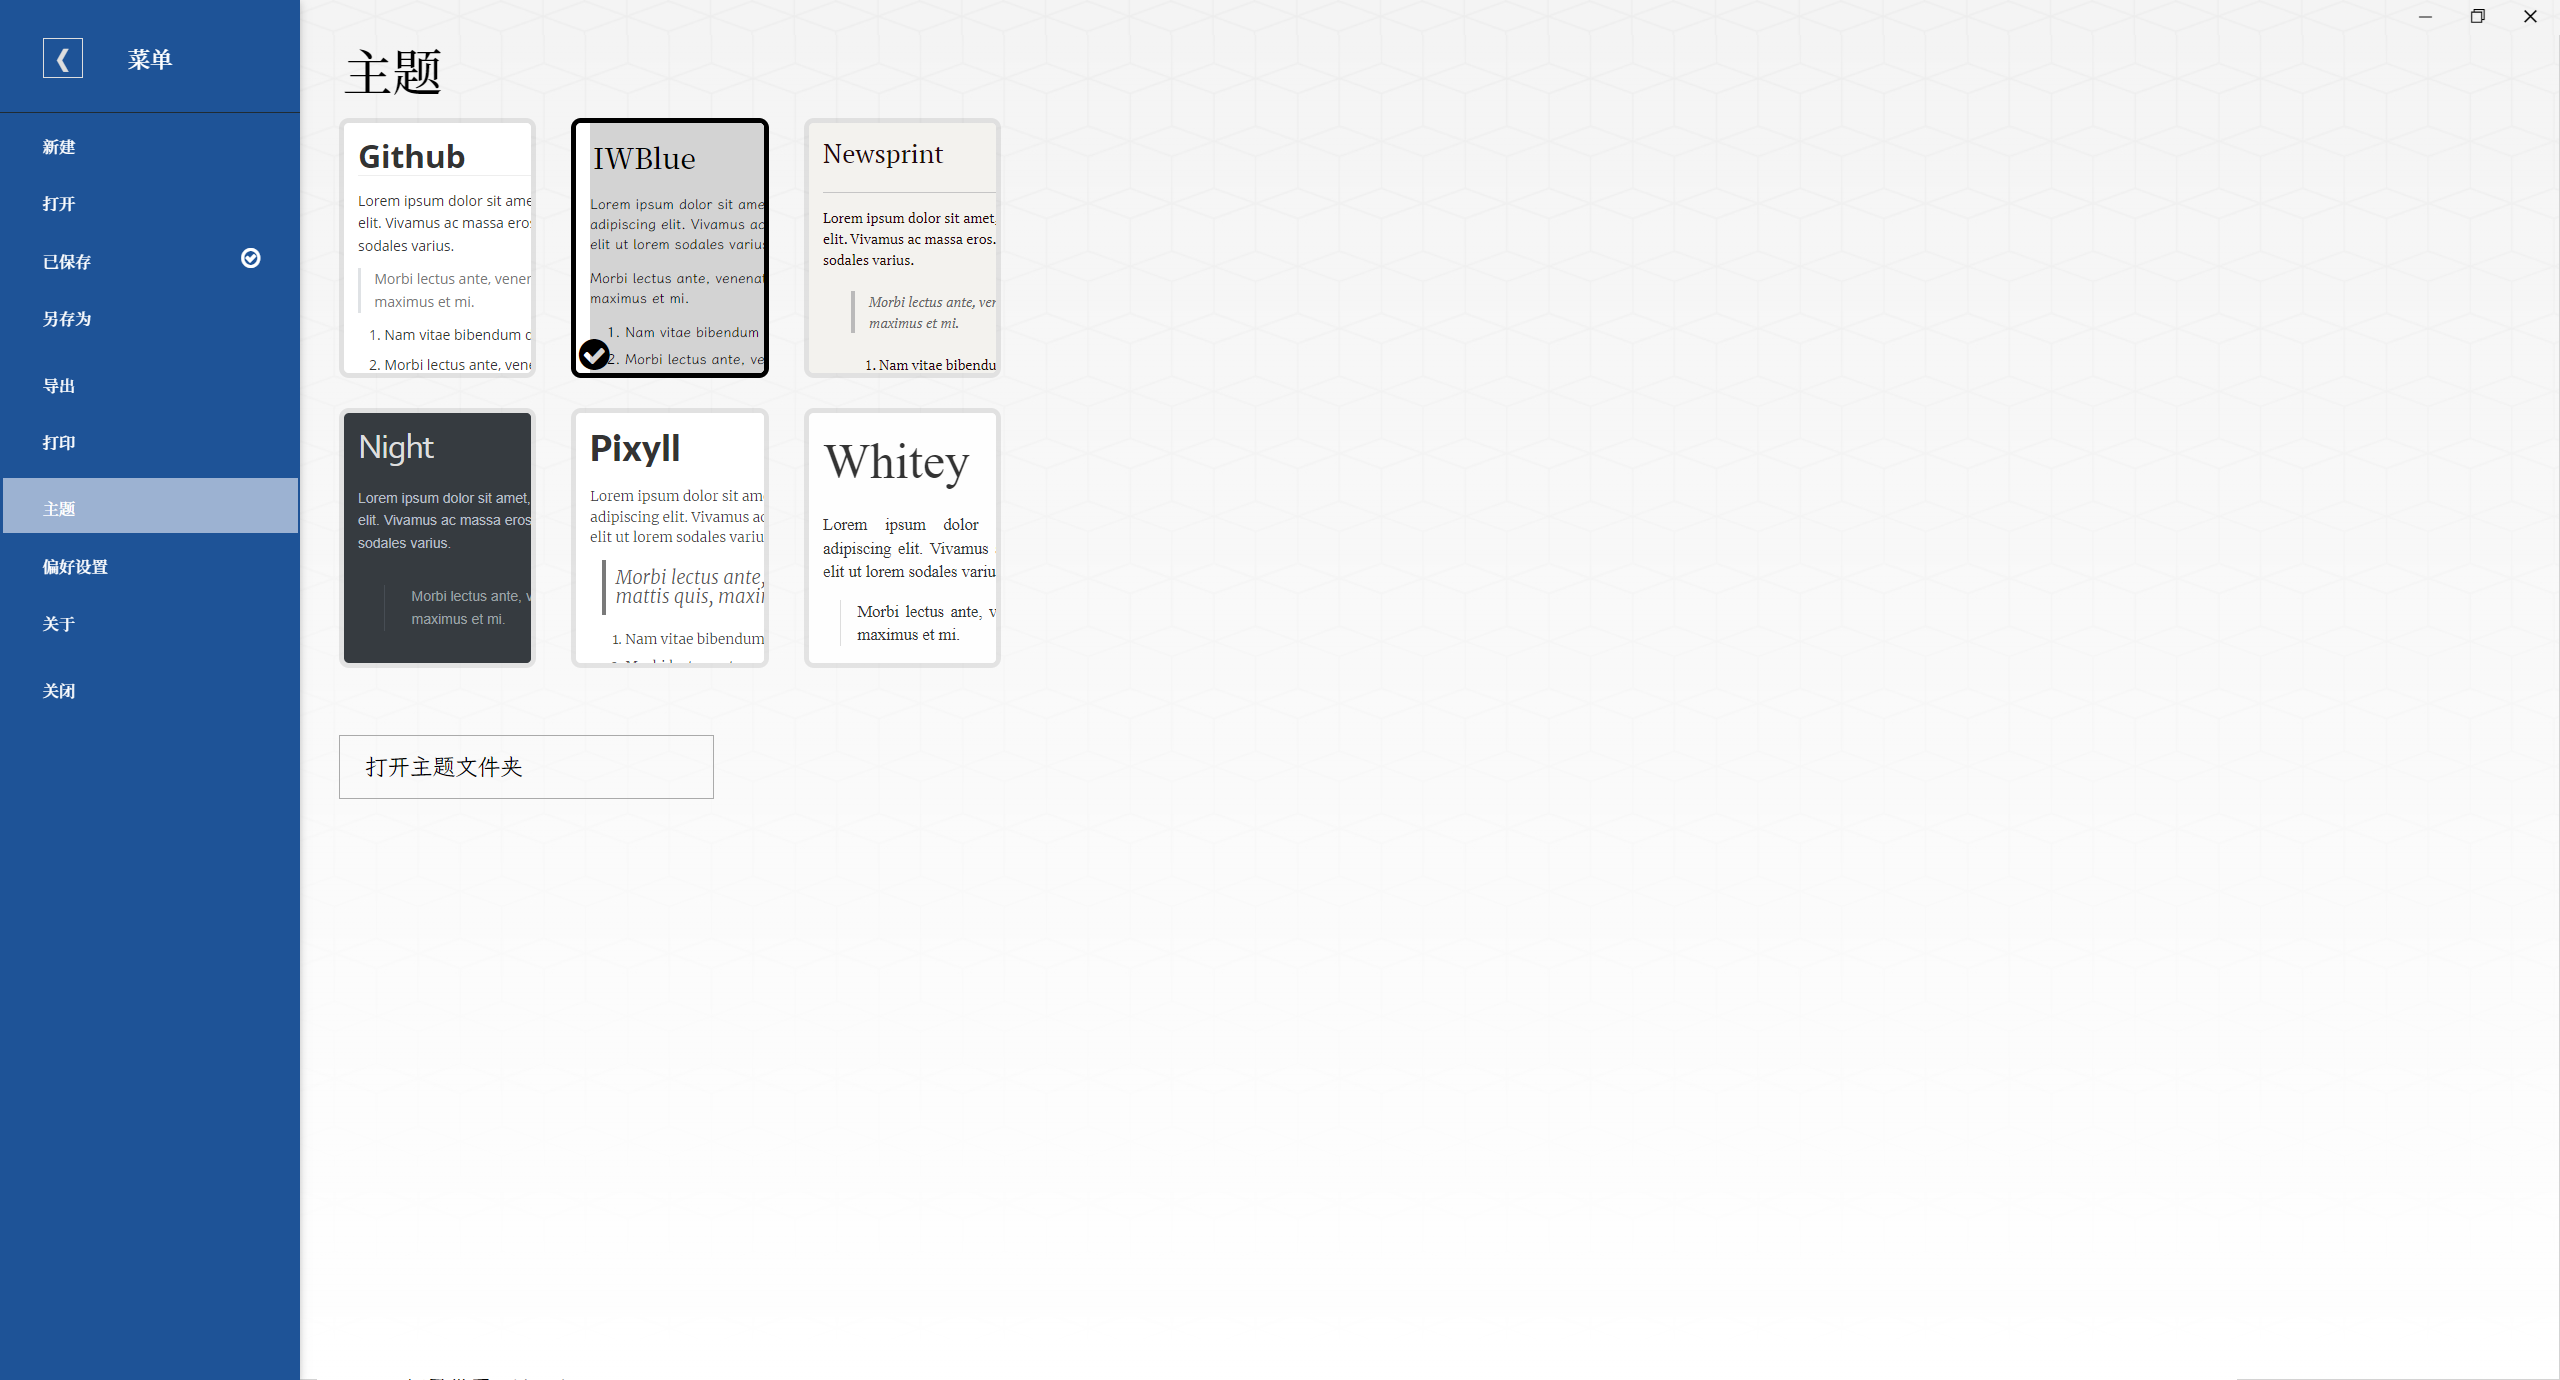 菜单
新建
打开
已保存
另存为
导出
打印
主题
偏好设置
关于
关闭
主题
Github
Lorem ipsum dolor sit ame
elit. Vivamus ac massa eros
sodales varius.
Morbi lectus ante, vener
maximus et mi.
1. Nam vitae bibendum
2. Morbi lectus ante, vene
IWBlue
Lorem ipsum dolor sit ame
adipiscing elit. Vivamus ac
elit ut lorem sodales varius
Morbi lectus ante, venenat
maximus et mi.
1. Nam vitae bibendum
2. Morbi lectus ante, ve
Newsprint
Lorem ipsum dolor sit amet,
elit. Vivamus ac massa eros.
sodales varius.
Morbi lectus ante, ver
maximus et mi.
1. Nam vitae bibendu
Night
Lorem ipsum dolor sit amet,
elit. Vivamus ac massa eros
sodales varius.
Morbi lectus ante, v
maximus et mi.
Pixyll
Lorem ipsum dolor sit am
adipiscing elit. Vivamus ac
elit ut lorem sodales variu
Morbi lectus ante,
mattis quis, maxi
1. Nam vitae bibendum
Whitey
Lorem ipsum dolor
adipiscing elit. Vivamus
elit ut lorem sodales variu
Morbi lectus ante, v
maximus et mi.
打开主题文件夹